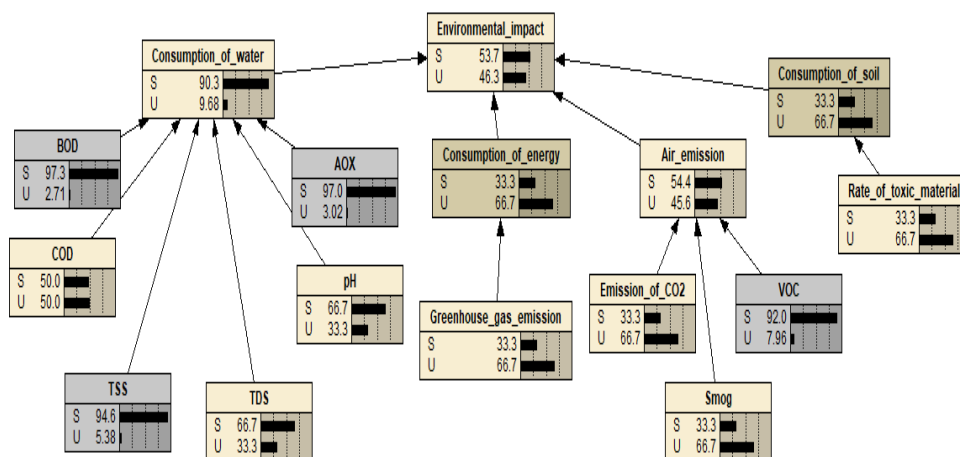 Environmental_impact
S 53.7
U 46.3
Consumption_of_water
S 90.3
U 9.68
Consumption_of_soil
S 33.3
U 66.7
BOD
S 97.3
U 2.71
AOX
S 97.0
U 3.02
Consumption_of_energy
S 33.3
U 66.7
Air_emission
S 54.4
U 45.6
Rate_of_toxic_material
S 33.3
U 66.7
COD
S 50.0
U 50.0
pH
S 66.7
U 33.3
Greenhouse_gas_emission
S 33.3
U 66.7
Emission_of_CO2
S 33.3
U 66.7
VOC
S 92.0
U 7.96
TSS
S 94.6
U 5.38
TDS
S 66.7
U 33.3
Smog
S 33.3
U 66.7